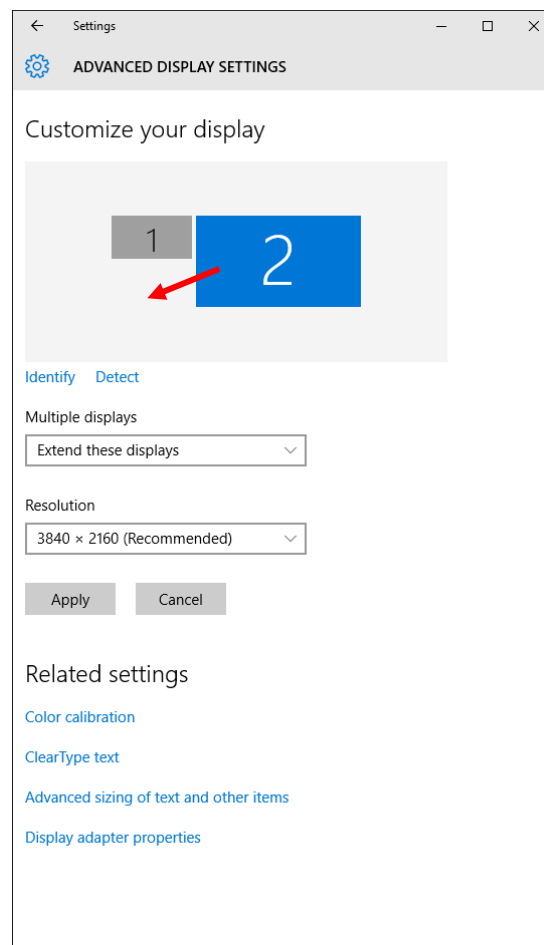 Settings
ADVANCED DISPLAY SETTINGS
Customize your display
1
2
Identify Detect
Multiple displays
Extend these displays
Resolution
3840 × 2160 (Recommended)
Apply Cancel
Related settings
Color calibration
ClearType text
Advanced sizing of text and other items
Display adapter properties